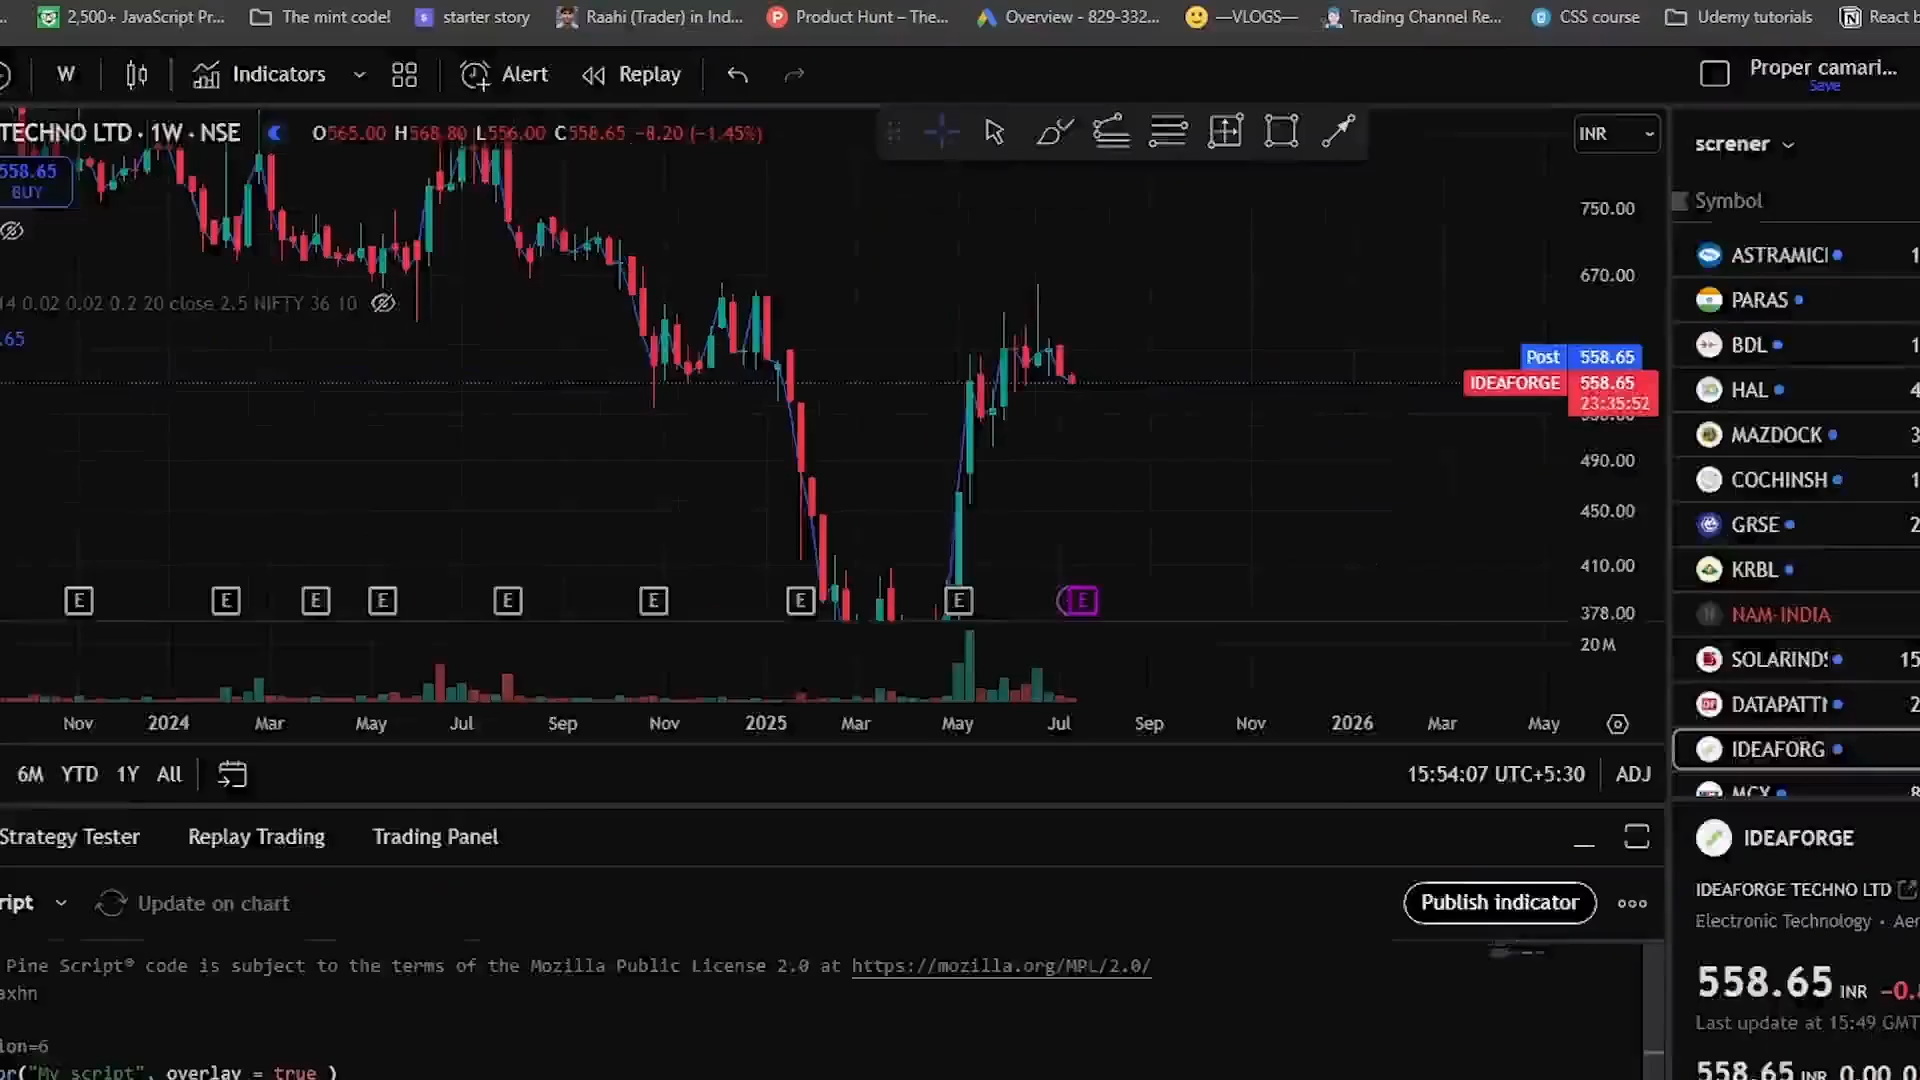 2,500+ JavaScript Pr...
The mint code!
starter story
Raahi (Trader) in Ind...
Product Hunt – The...
Overview - 829-332...
—VLOGS—
Trading Channel Re...
CSS course
Udemy tutorials
React b
W
Indicators
Alert
Replay
Proper camari...
Save
TECHNO LTD · 1W · NSE
O565.00 H568.80 L556.00 C558.65 −8.20 (−1.45%)
INR
screner
558.65
BUY
Symbol
750.00
670.00
14 0.02 0.02 0.2 20 close 2.5 NIFTY 36 10
.65
Post 558.65
IDEAFORGE 558.65
23:35:52
490.00
450.00
410.00
378.00
20 M
E E E E E E E E E
ASTRAMICI
PARAS
BDL
HAL
MAZDOCK
COCHINSH
GRSE
KRBL
NAM-INDIA
SOLARINDS 15
DATAPATTI
IDEAFORG
MCX
Nov 2024 Mar May Jul Sep Nov 2025 Mar May Jul Sep Nov 2026 Mar May
6M YTD 1Y All
15:54:07 UTC+5:30 ADJ
Strategy Tester Replay Trading Trading Panel
IDEAFORGE
IDEAFORGE TECHNO LTD
Electronic Technology · Aer
ript Update on chart
Publish indicator
Pine Script® code is subject to the terms of the Mozilla Public License 2.0 at https://mozilla.org/MPL/2.0/
axhn
ion=6
or("My script", overlay = true )
558.65 INR −0.
Last update at 15:49 GMT
558.65 INR 0.00 0